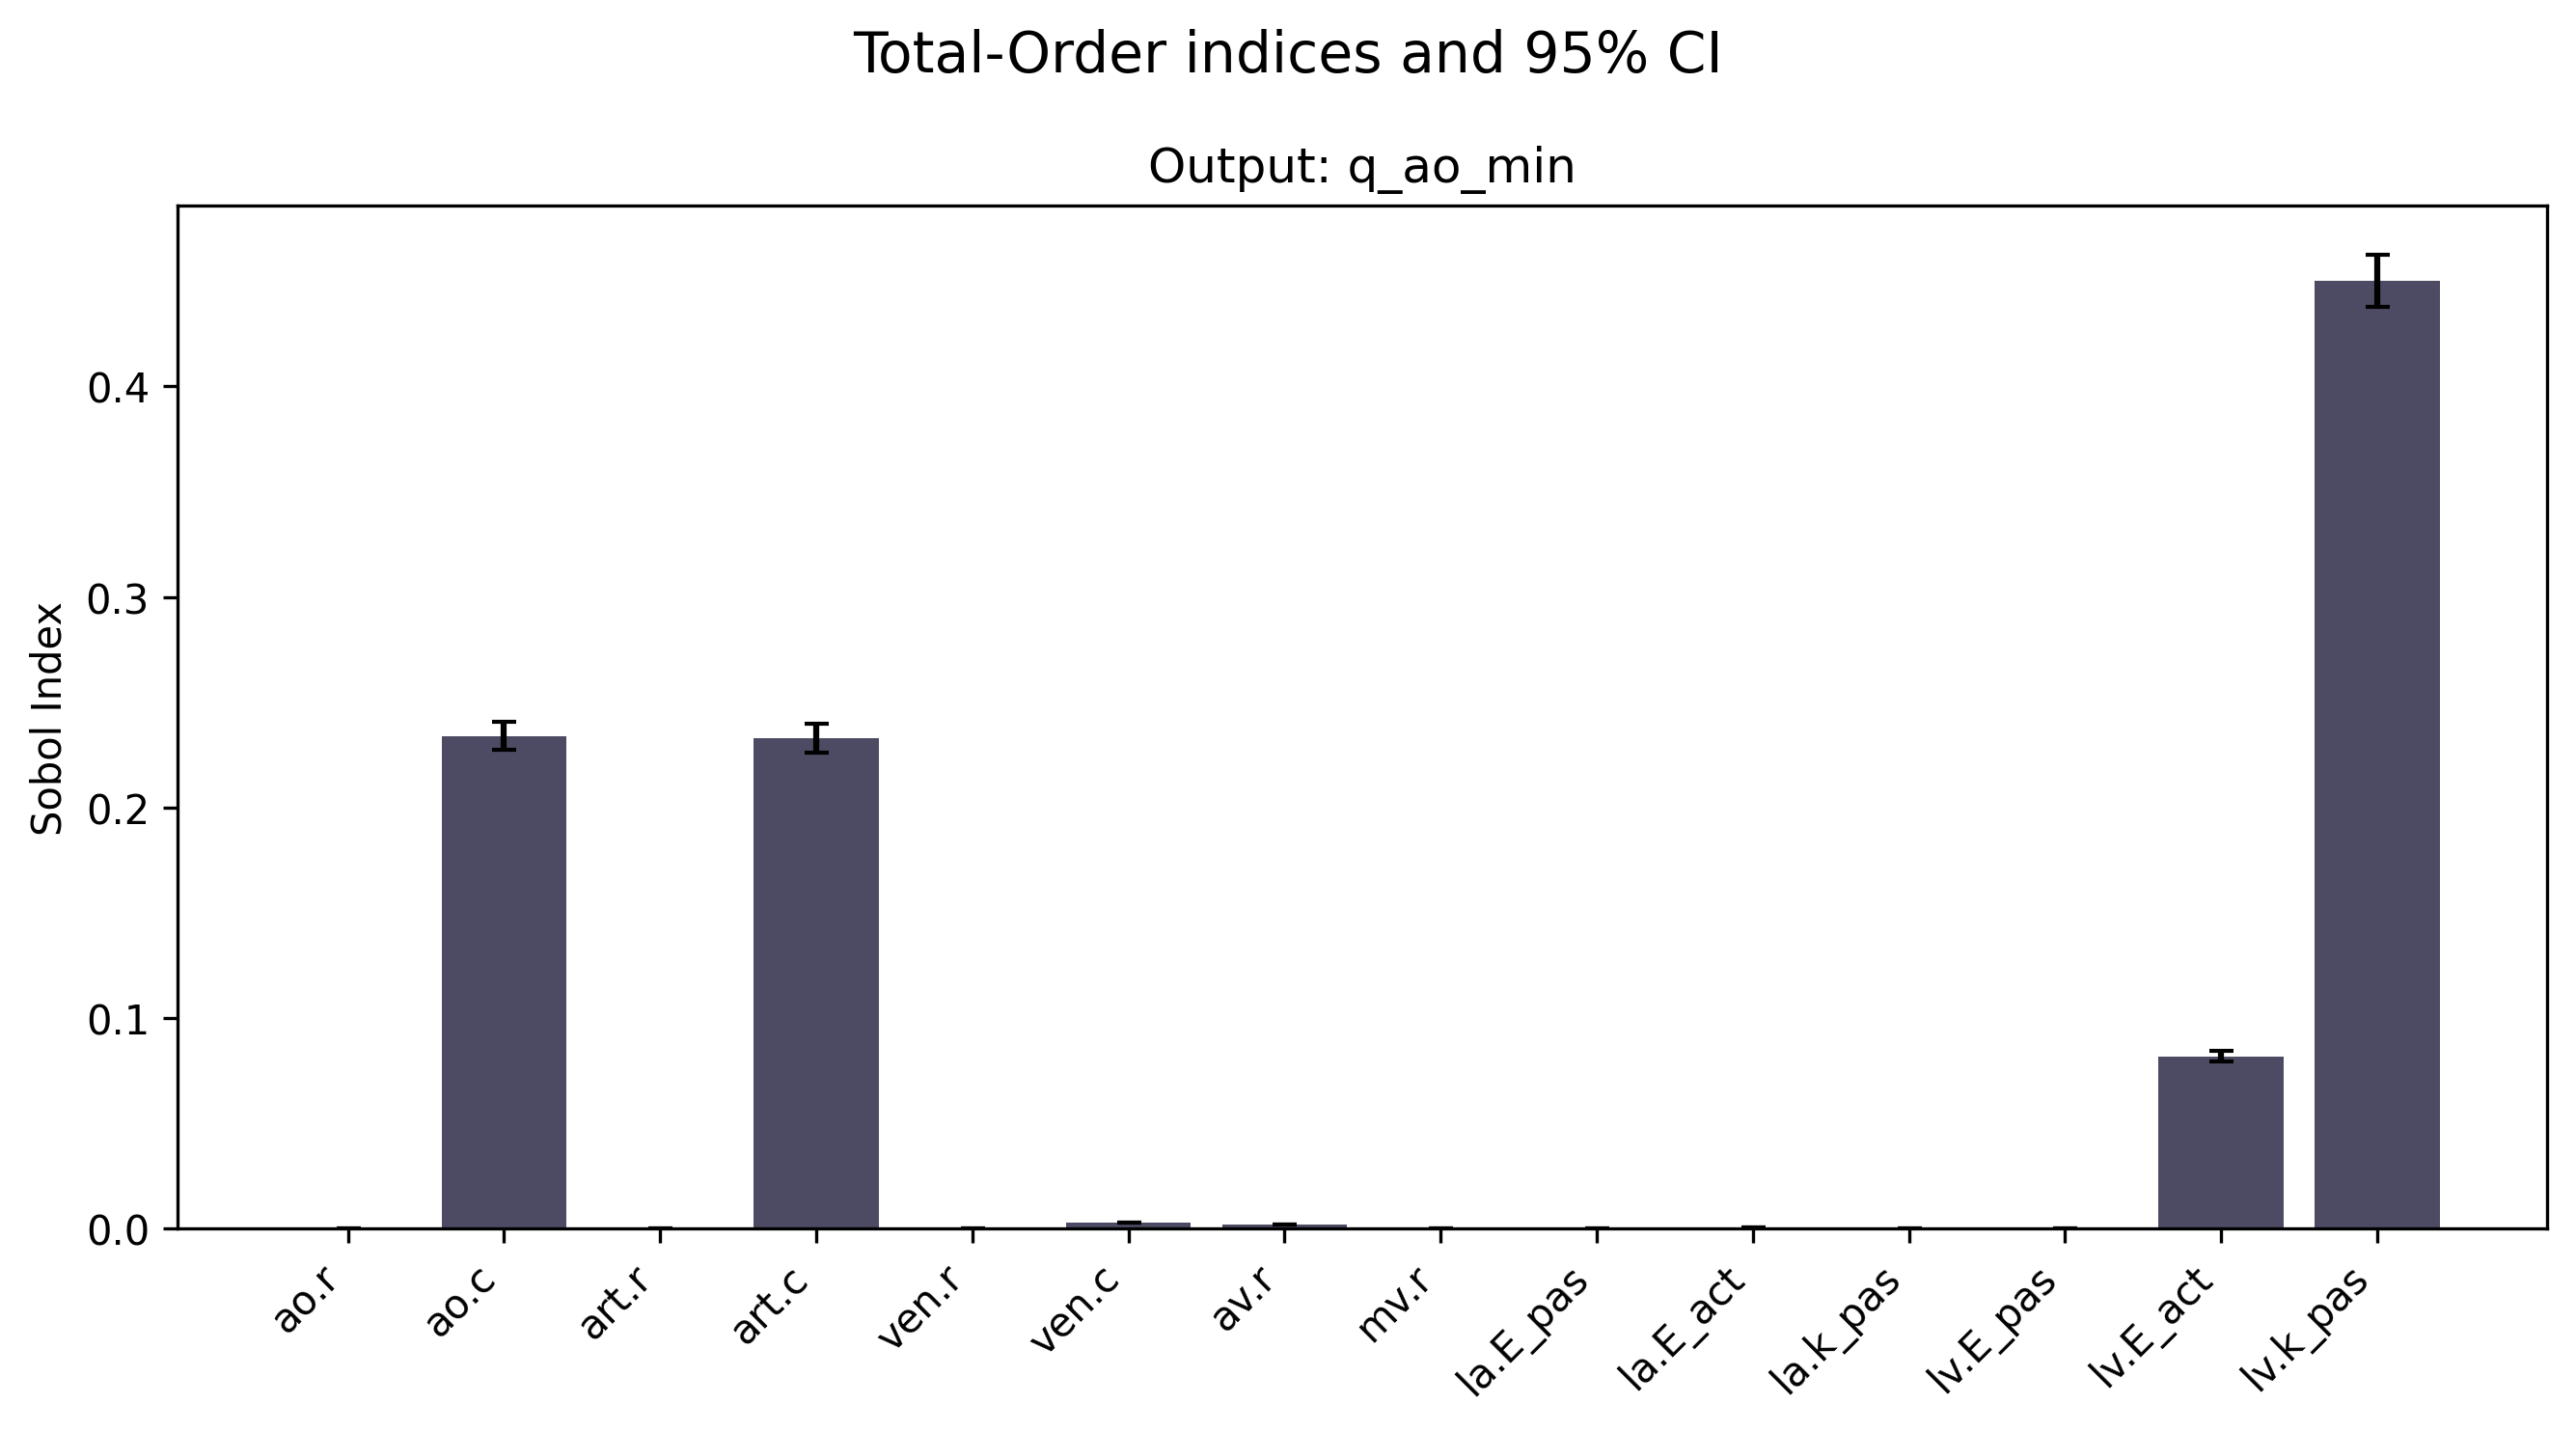 Total-Order indices and 95% CI
Output: q_ao_min
Sobol Index
0.4
0.3
0.2
0.1
0.0
ao.r
ao.c
art.r
art.c
ven.r
ven.c
av.r
mv.r
la.E_pas
la.E_act
la.k_pas
lv.E_pas
lv.E_act
lv.k_pas